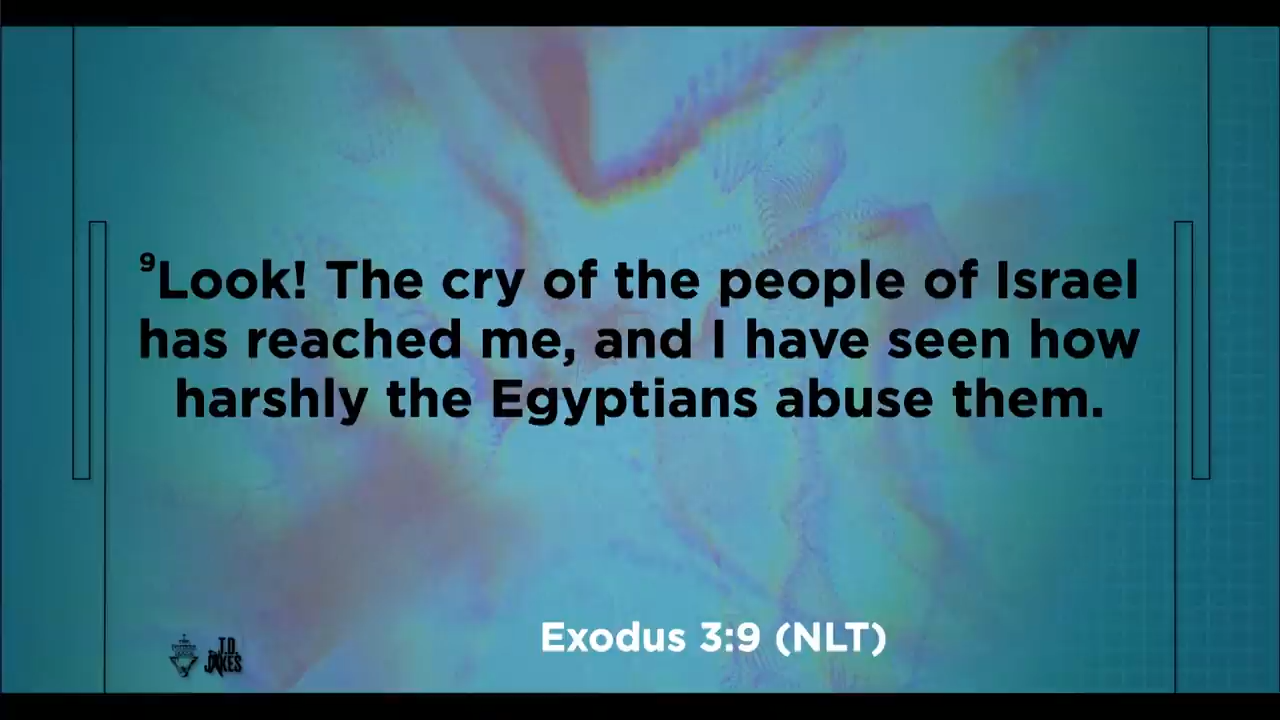 ⁹Look! The cry of the people of Israel
has reached me, and I have seen how
harshly the Egyptians abuse them.
Exodus 3:9 (NLT)
T.D.
JAKES